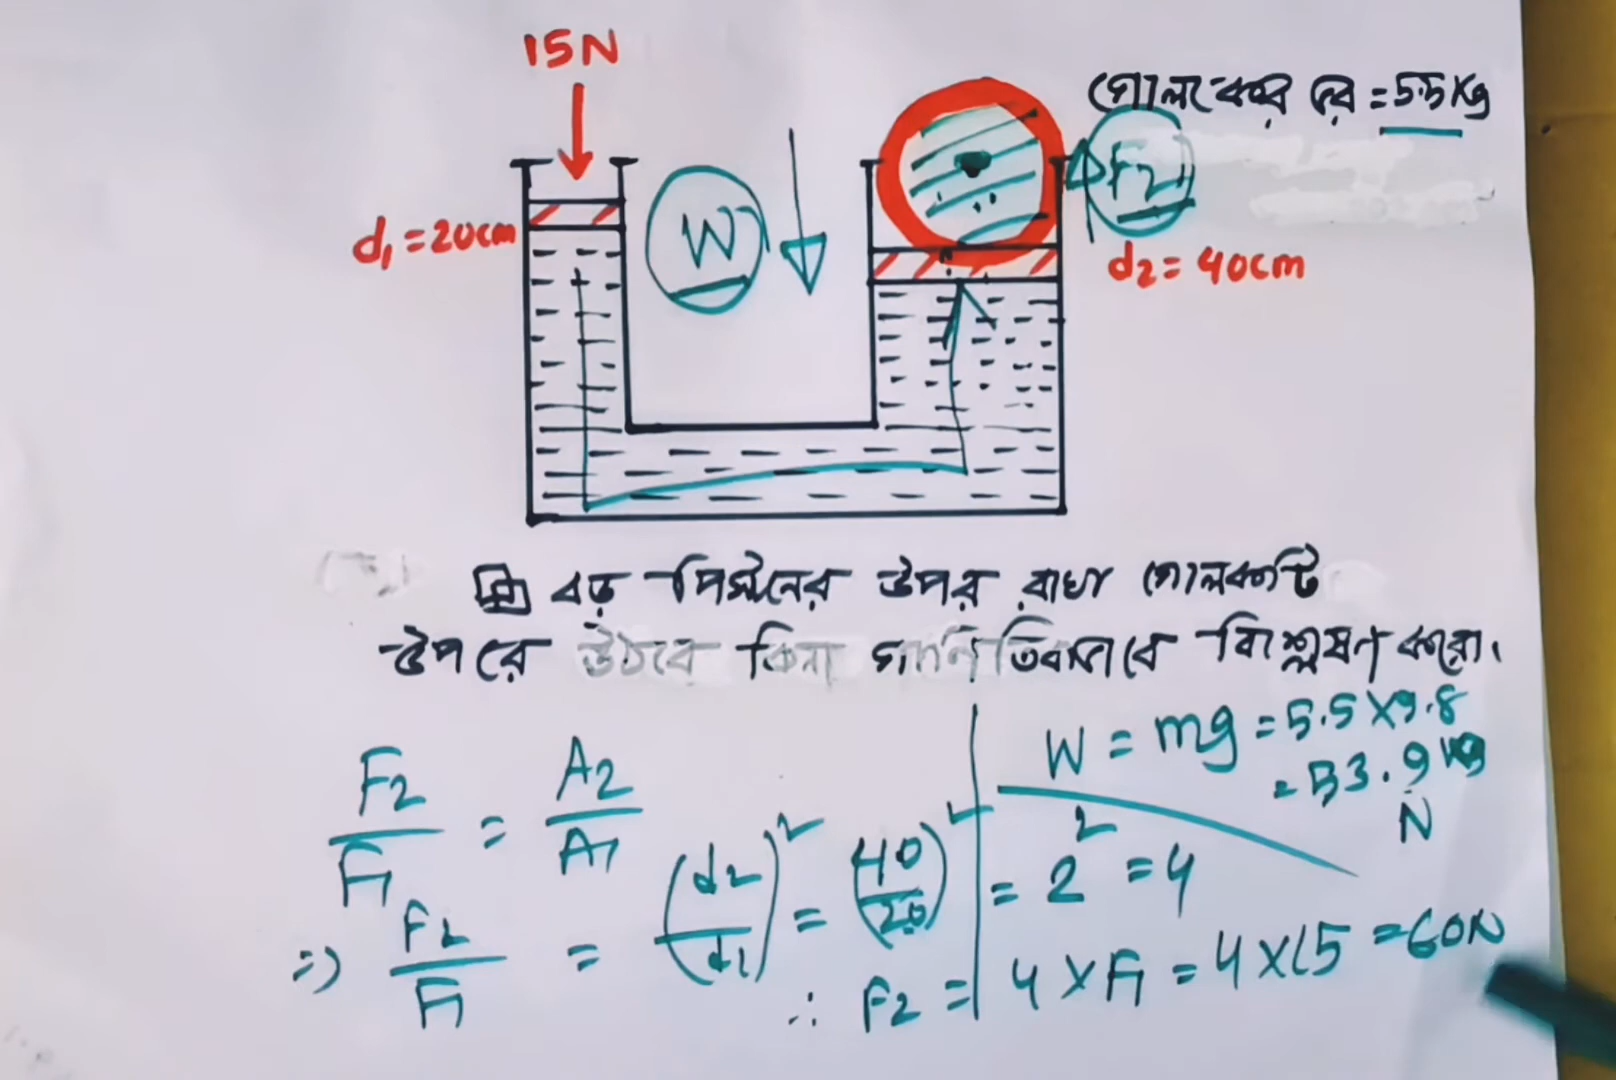 15N
গোলকের ভর = 5.5 Kg
W
F2
d1 = 20cm
d2 = 40cm
ঘ বড় পিস্টনের উপর রাখা গোলকটি
উপরে উঠবে কিনা গানিতিকভাবে বিশ্লেষণ করো।
W = mg = 5.5 × 9.8
= 53.9
N
F2/F1 = A2/A1
⇒ F2/F1 = (d2/d1)² = (40/20)² = 2² = 4
∴ F2 = 4 × F1 = 4 × 15 = 60N